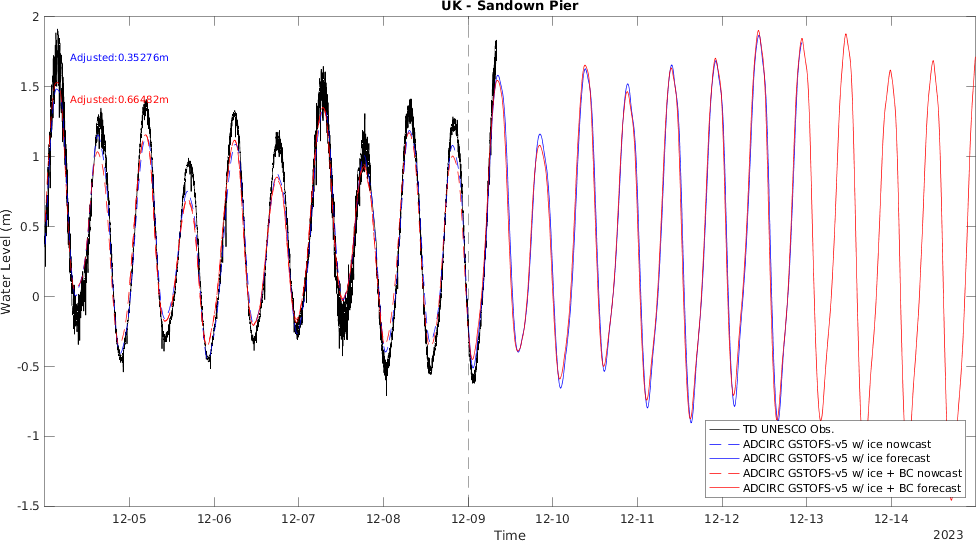 UK - Sandown Pier
2
1.5
1
0.5
0
-0.5
-1
-1.5
Water Level (m)
Adjusted:0.35276m
Adjusted:0.66482m
TD UNESCO Obs.
ADCIRC GSTOFS-v5 w/ ice nowcast
ADCIRC GSTOFS-v5 w/ ice forecast
ADCIRC GSTOFS-v5 w/ ice + BC nowcast
ADCIRC GSTOFS-v5 w/ ice + BC forecast
12-05 12-06 12-07 12-08 12-09 12-10 12-11 12-12 12-13 12-14
Time
2023